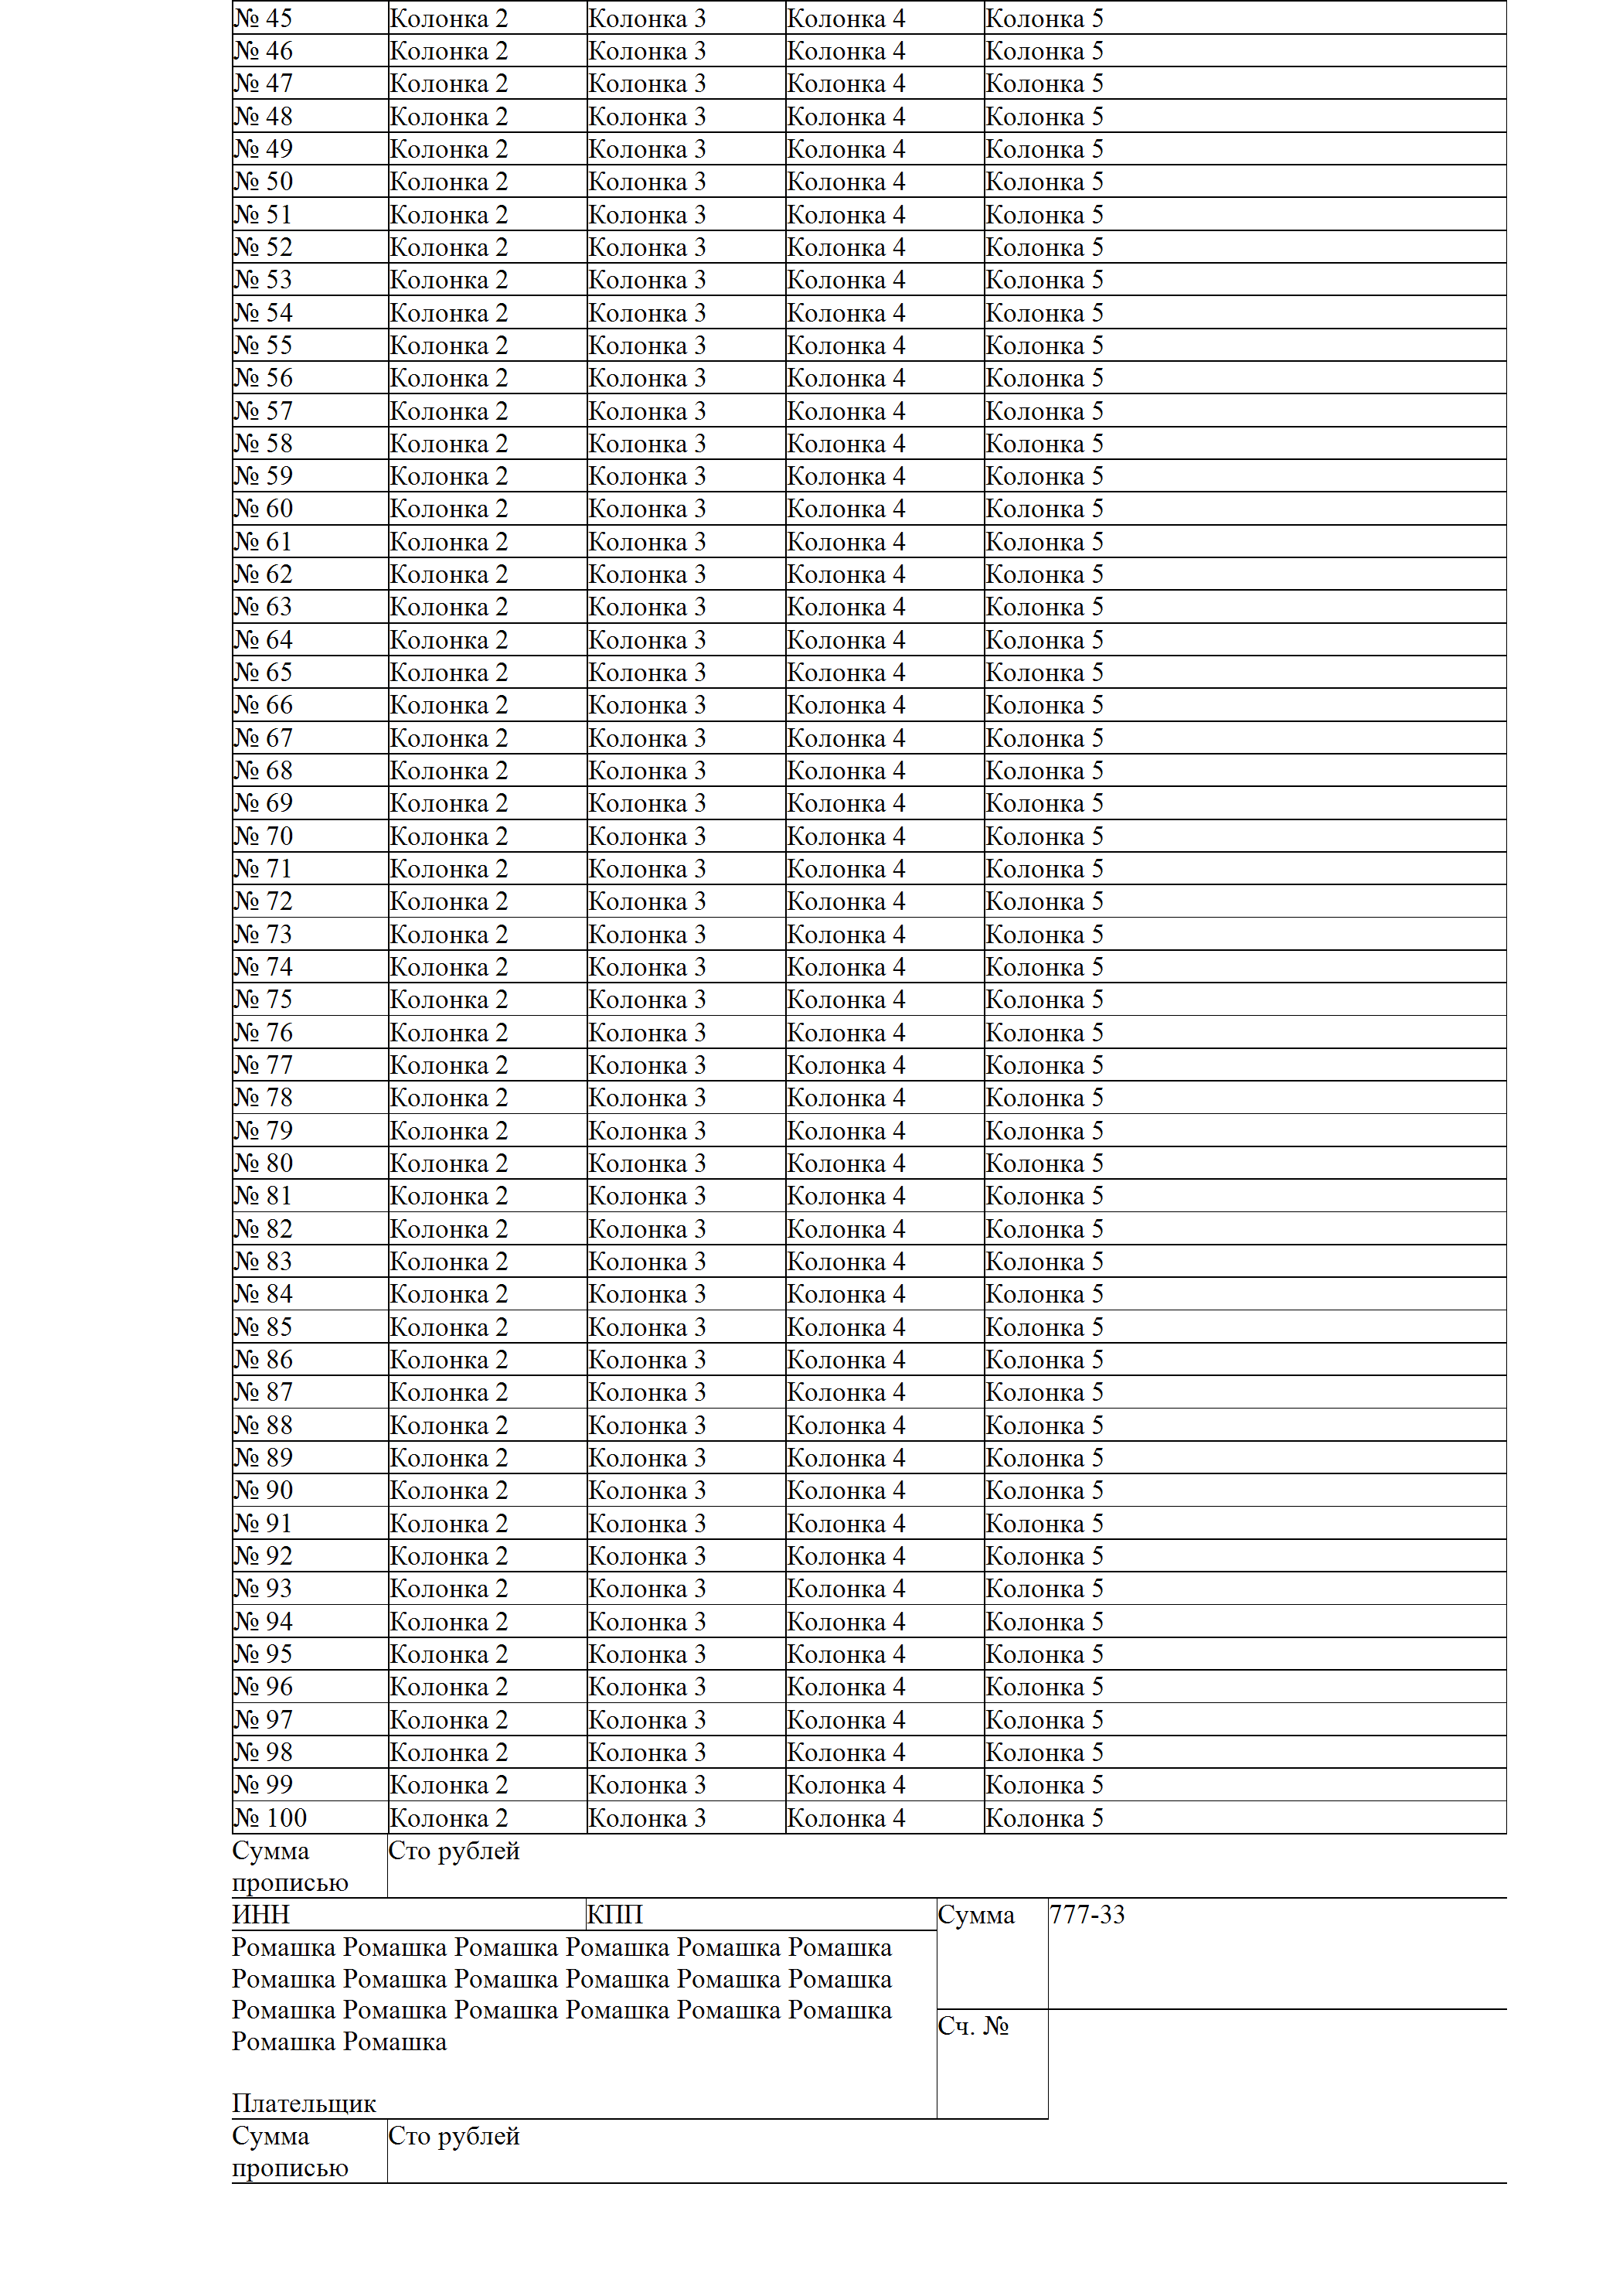 № 45 Колонка 2 Колонка 3 Колонка 4 Колонка 5
№ 46 Колонка 2 Колонка 3 Колонка 4 Колонка 5
№ 47 Колонка 2 Колонка 3 Колонка 4 Колонка 5
№ 48 Колонка 2 Колонка 3 Колонка 4 Колонка 5
№ 49 Колонка 2 Колонка 3 Колонка 4 Колонка 5
№ 50 Колонка 2 Колонка 3 Колонка 4 Колонка 5
№ 51 Колонка 2 Колонка 3 Колонка 4 Колонка 5
№ 52 Колонка 2 Колонка 3 Колонка 4 Колонка 5
№ 53 Колонка 2 Колонка 3 Колонка 4 Колонка 5
№ 54 Колонка 2 Колонка 3 Колонка 4 Колонка 5
№ 55 Колонка 2 Колонка 3 Колонка 4 Колонка 5
№ 56 Колонка 2 Колонка 3 Колонка 4 Колонка 5
№ 57 Колонка 2 Колонка 3 Колонка 4 Колонка 5
№ 58 Колонка 2 Колонка 3 Колонка 4 Колонка 5
№ 59 Колонка 2 Колонка 3 Колонка 4 Колонка 5
№ 60 Колонка 2 Колонка 3 Колонка 4 Колонка 5
№ 61 Колонка 2 Колонка 3 Колонка 4 Колонка 5
№ 62 Колонка 2 Колонка 3 Колонка 4 Колонка 5
№ 63 Колонка 2 Колонка 3 Колонка 4 Колонка 5
№ 64 Колонка 2 Колонка 3 Колонка 4 Колонка 5
№ 65 Колонка 2 Колонка 3 Колонка 4 Колонка 5
№ 66 Колонка 2 Колонка 3 Колонка 4 Колонка 5
№ 67 Колонка 2 Колонка 3 Колонка 4 Колонка 5
№ 68 Колонка 2 Колонка 3 Колонка 4 Колонка 5
№ 69 Колонка 2 Колонка 3 Колонка 4 Колонка 5
№ 70 Колонка 2 Колонка 3 Колонка 4 Колонка 5
№ 71 Колонка 2 Колонка 3 Колонка 4 Колонка 5
№ 72 Колонка 2 Колонка 3 Колонка 4 Колонка 5
№ 73 Колонка 2 Колонка 3 Колонка 4 Колонка 5
№ 74 Колонка 2 Колонка 3 Колонка 4 Колонка 5
№ 75 Колонка 2 Колонка 3 Колонка 4 Колонка 5
№ 76 Колонка 2 Колонка 3 Колонка 4 Колонка 5
№ 77 Колонка 2 Колонка 3 Колонка 4 Колонка 5
№ 78 Колонка 2 Колонка 3 Колонка 4 Колонка 5
№ 79 Колонка 2 Колонка 3 Колонка 4 Колонка 5
№ 80 Колонка 2 Колонка 3 Колонка 4 Колонка 5
№ 81 Колонка 2 Колонка 3 Колонка 4 Колонка 5
№ 82 Колонка 2 Колонка 3 Колонка 4 Колонка 5
№ 83 Колонка 2 Колонка 3 Колонка 4 Колонка 5
№ 84 Колонка 2 Колонка 3 Колонка 4 Колонка 5
№ 85 Колонка 2 Колонка 3 Колонка 4 Колонка 5
№ 86 Колонка 2 Колонка 3 Колонка 4 Колонка 5
№ 87 Колонка 2 Колонка 3 Колонка 4 Колонка 5
№ 88 Колонка 2 Колонка 3 Колонка 4 Колонка 5
№ 89 Колонка 2 Колонка 3 Колонка 4 Колонка 5
№ 90 Колонка 2 Колонка 3 Колонка 4 Колонка 5
№ 91 Колонка 2 Колонка 3 Колонка 4 Колонка 5
№ 92 Колонка 2 Колонка 3 Колонка 4 Колонка 5
№ 93 Колонка 2 Колонка 3 Колонка 4 Колонка 5
№ 94 Колонка 2 Колонка 3 Колонка 4 Колонка 5
№ 95 Колонка 2 Колонка 3 Колонка 4 Колонка 5
№ 96 Колонка 2 Колонка 3 Колонка 4 Колонка 5
№ 97 Колонка 2 Колонка 3 Колонка 4 Колонка 5
№ 98 Колонка 2 Колонка 3 Колонка 4 Колонка 5
№ 99 Колонка 2 Колонка 3 Колонка 4 Колонка 5
№ 100 Колонка 2 Колонка 3 Колонка 4 Колонка 5
Сумма Сто рублей
прописью
ИНН КПП Сумма 777-33
Ромашка Ромашка Ромашка Ромашка Ромашка Ромашка
Ромашка Ромашка Ромашка Ромашка Ромашка Ромашка
Ромашка Ромашка Ромашка Ромашка Ромашка Ромашка
Сч. №
Ромашка Ромашка
Плательщик
Сумма Сто рублей
прописью